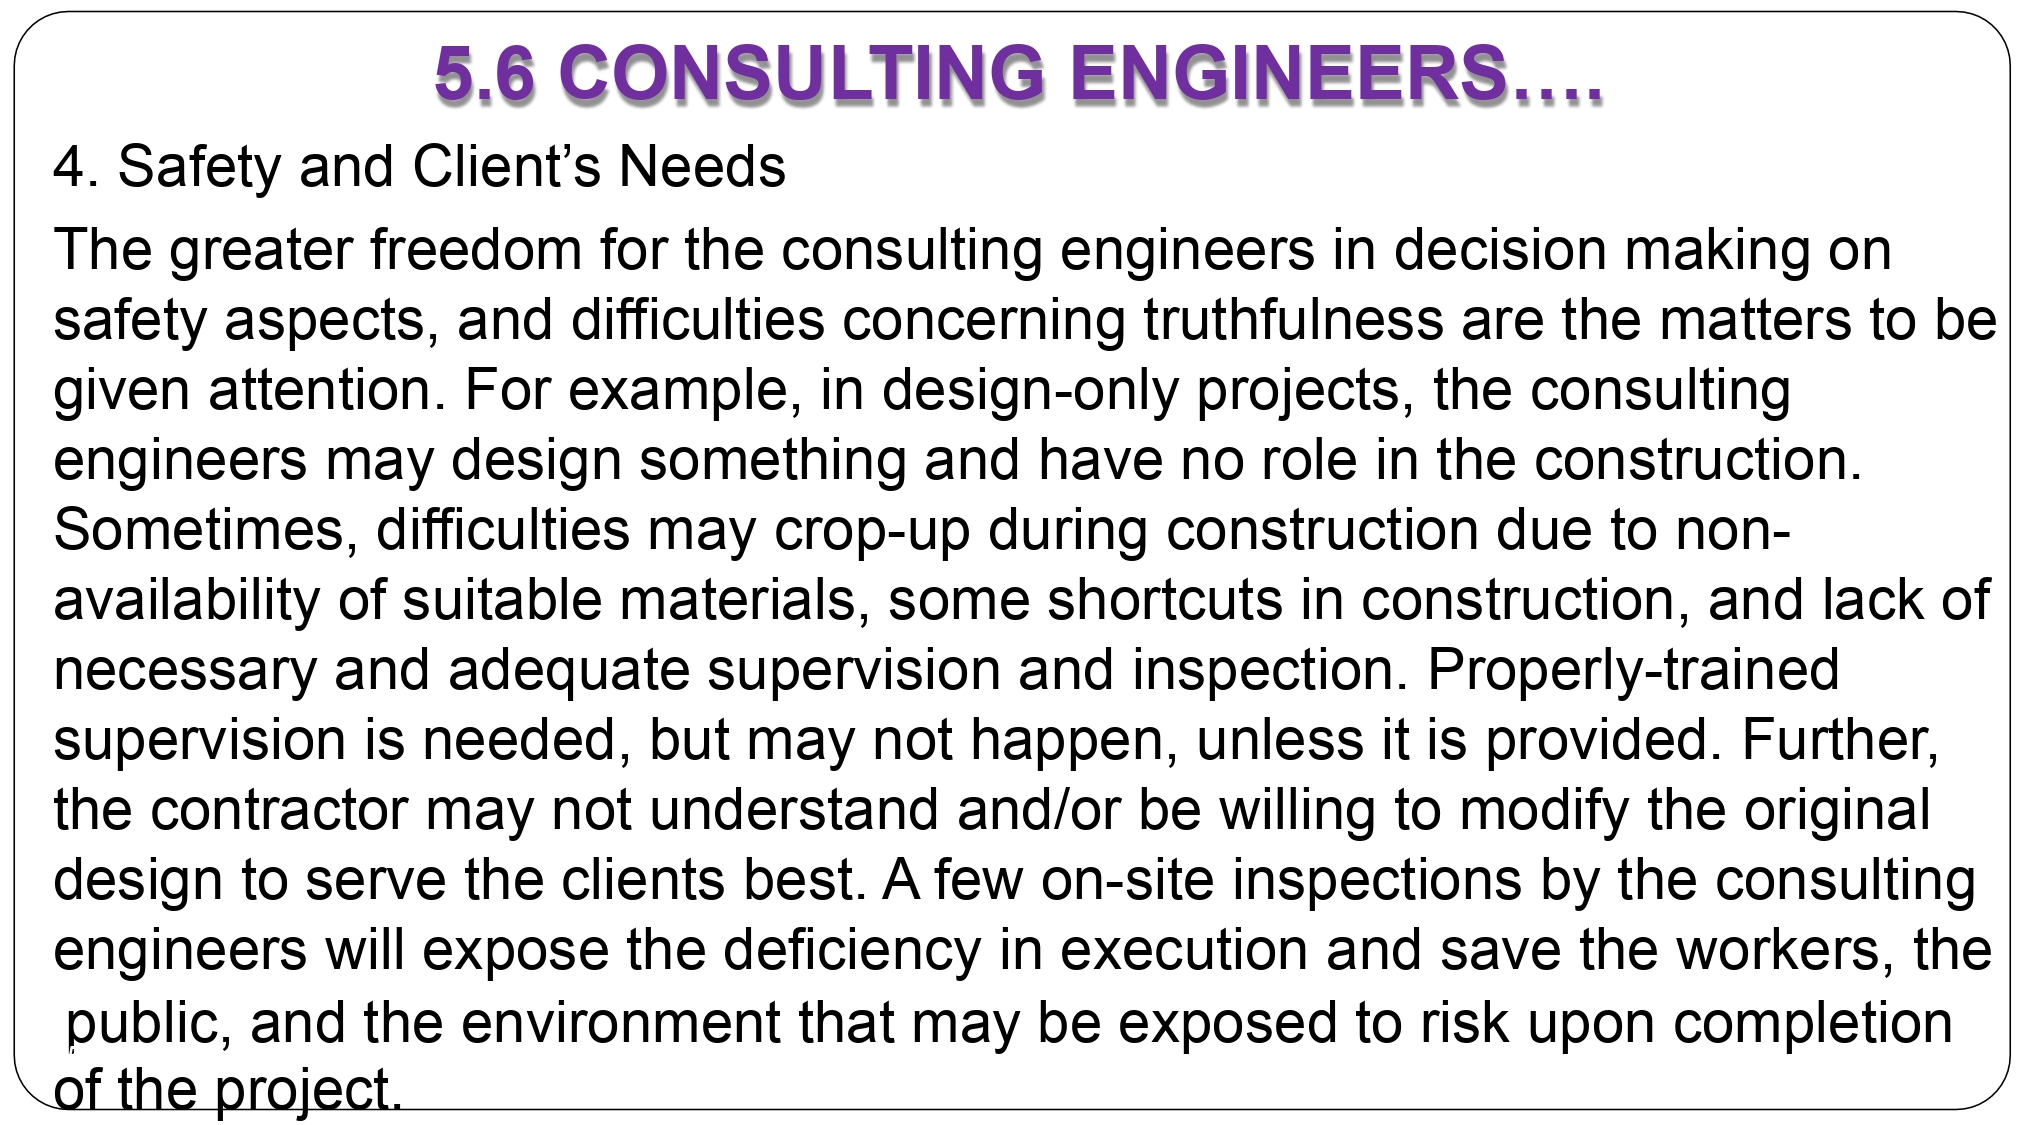 5.6 CONSULTING ENGINEERS….
4. Safety and Client’s Needs
The greater freedom for the consulting engineers in decision making on
safety aspects, and difficulties concerning truthfulness are the matters to be
given attention. For example, in design-only projects, the consulting
engineers may design something and have no role in the construction.
Sometimes, difficulties may crop-up during construction due to non-
availability of suitable materials, some shortcuts in construction, and lack of
necessary and adequate supervision and inspection. Properly-trained
supervision is needed, but may not happen, unless it is provided. Further,
the contractor may not understand and/or be willing to modify the original
design to serve the clients best. A few on-site inspections by the consulting
engineers will expose the deficiency in execution and save the workers, the
public, and the environment that may be exposed to risk upon completion
of the project.